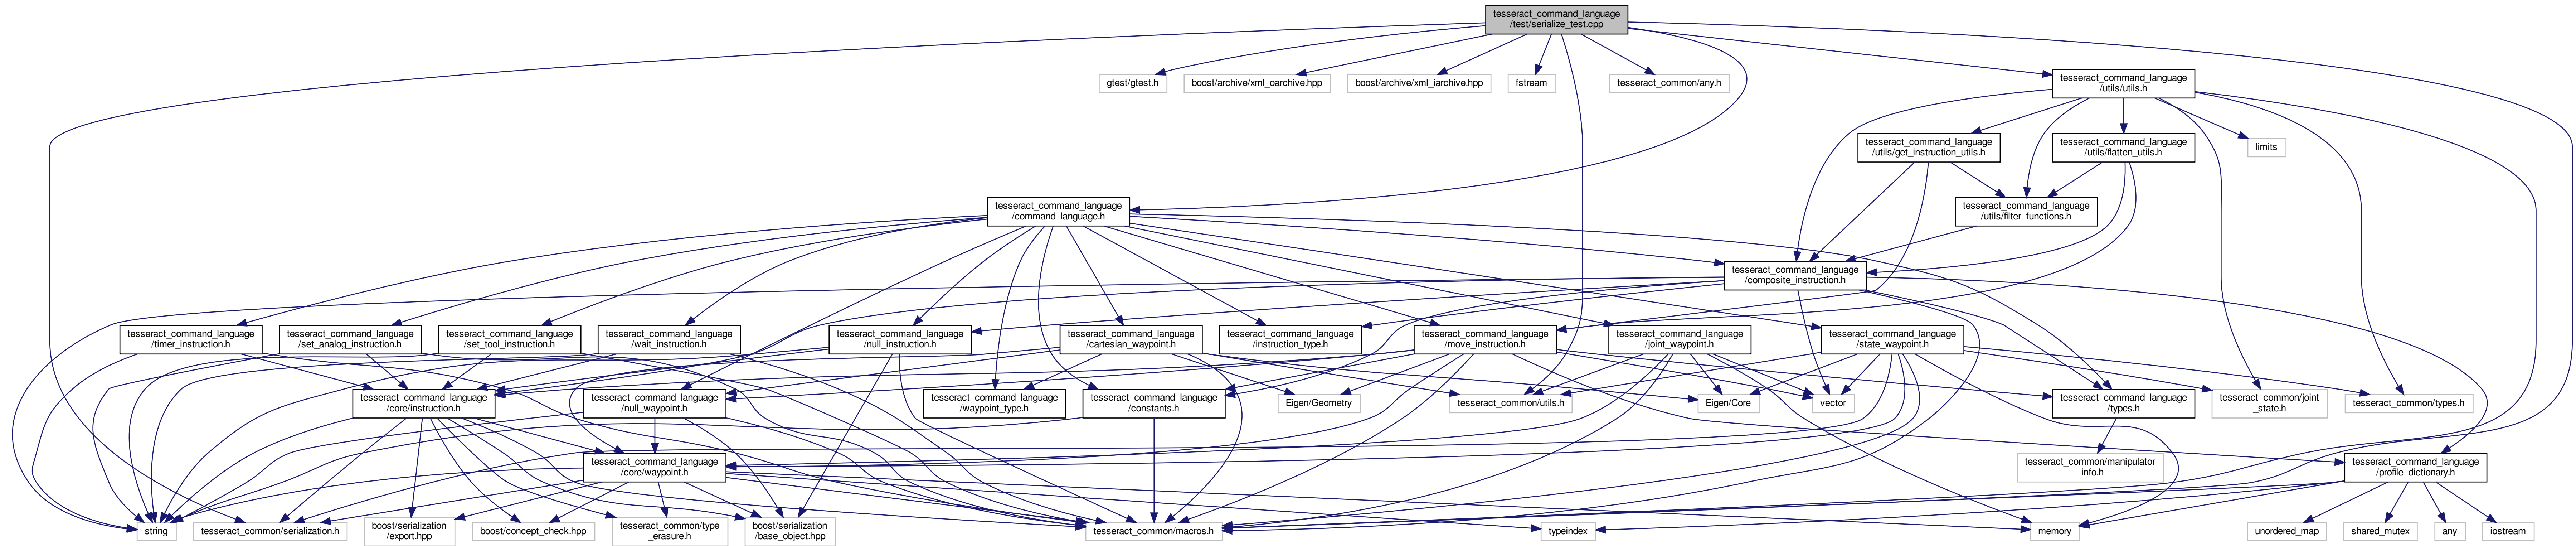 tesseract_command_language
/test/serialize_test.cpp
gtest/gtest.h
boost/archive/xml_oarchive.hpp
boost/archive/xml_iarchive.hpp
fstream
tesseract_common/any.h
tesseract_command_language
/utils/utils.h
tesseract_command_language
/utils/get_instruction_utils.h
tesseract_command_language
/utils/flatten_utils.h
limits
tesseract_command_language
/command_language.h
tesseract_command_language
/utils/filter_functions.h
tesseract_command_language
/composite_instruction.h
tesseract_command_language
/timer_instruction.h
tesseract_command_language
/set_analog_instruction.h
tesseract_command_language
/set_tool_instruction.h
tesseract_command_language
/wait_instruction.h
tesseract_command_language
/null_instruction.h
tesseract_command_language
/cartesian_waypoint.h
tesseract_command_language
/instruction_type.h
tesseract_command_language
/move_instruction.h
tesseract_command_language
/joint_waypoint.h
tesseract_command_language
/state_waypoint.h
tesseract_command_language
/core/instruction.h
tesseract_command_language
/null_waypoint.h
tesseract_command_language
/waypoint_type.h
tesseract_command_language
/constants.h
Eigen/Geometry
tesseract_common/utils.h
Eigen/Core
vector
tesseract_command_language
/types.h
tesseract_common/joint
_state.h
tesseract_common/types.h
tesseract_command_language
/core/waypoint.h
tesseract_common/manipulator
_info.h
tesseract_command_language
/profile_dictionary.h
string
tesseract_common/serialization.h
boost/serialization
/export.hpp
boost/concept_check.hpp
tesseract_common/type
_erasure.h
boost/serialization
/base_object.hpp
tesseract_common/macros.h
typeindex
memory
unordered_map
shared_mutex
any
iostream